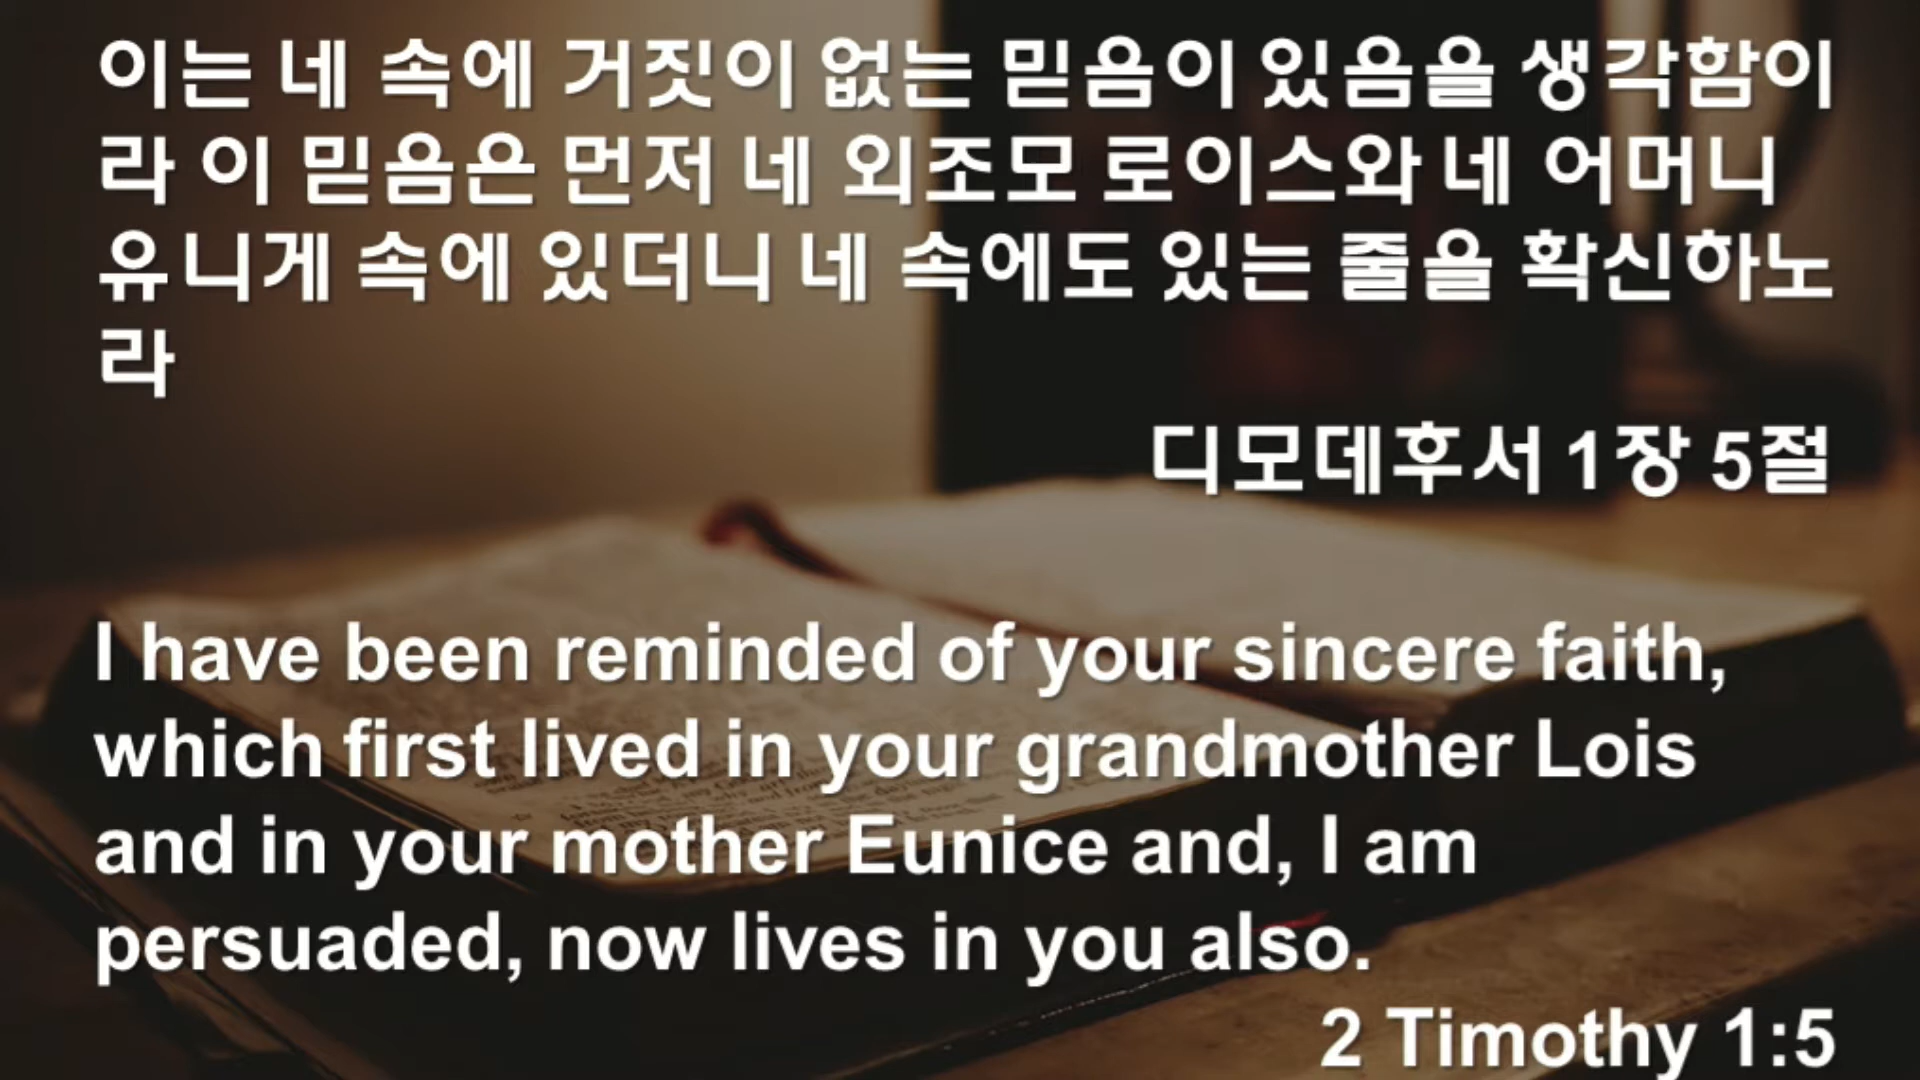 이는 네 속에 거짓이 없는 믿음이 있음을 생각함이
라 이 믿음은 먼저 네 외조모 로이스와 네 어머니
유니게 속에 있더니 네 속에도 있는 줄을 확신하노
라
디모데후서 1장 5절
I have been reminded of your sincere faith,
which first lived in your grandmother Lois
and in your mother Eunice and, I am
persuaded, now lives in you also.
2 Timothy 1:5